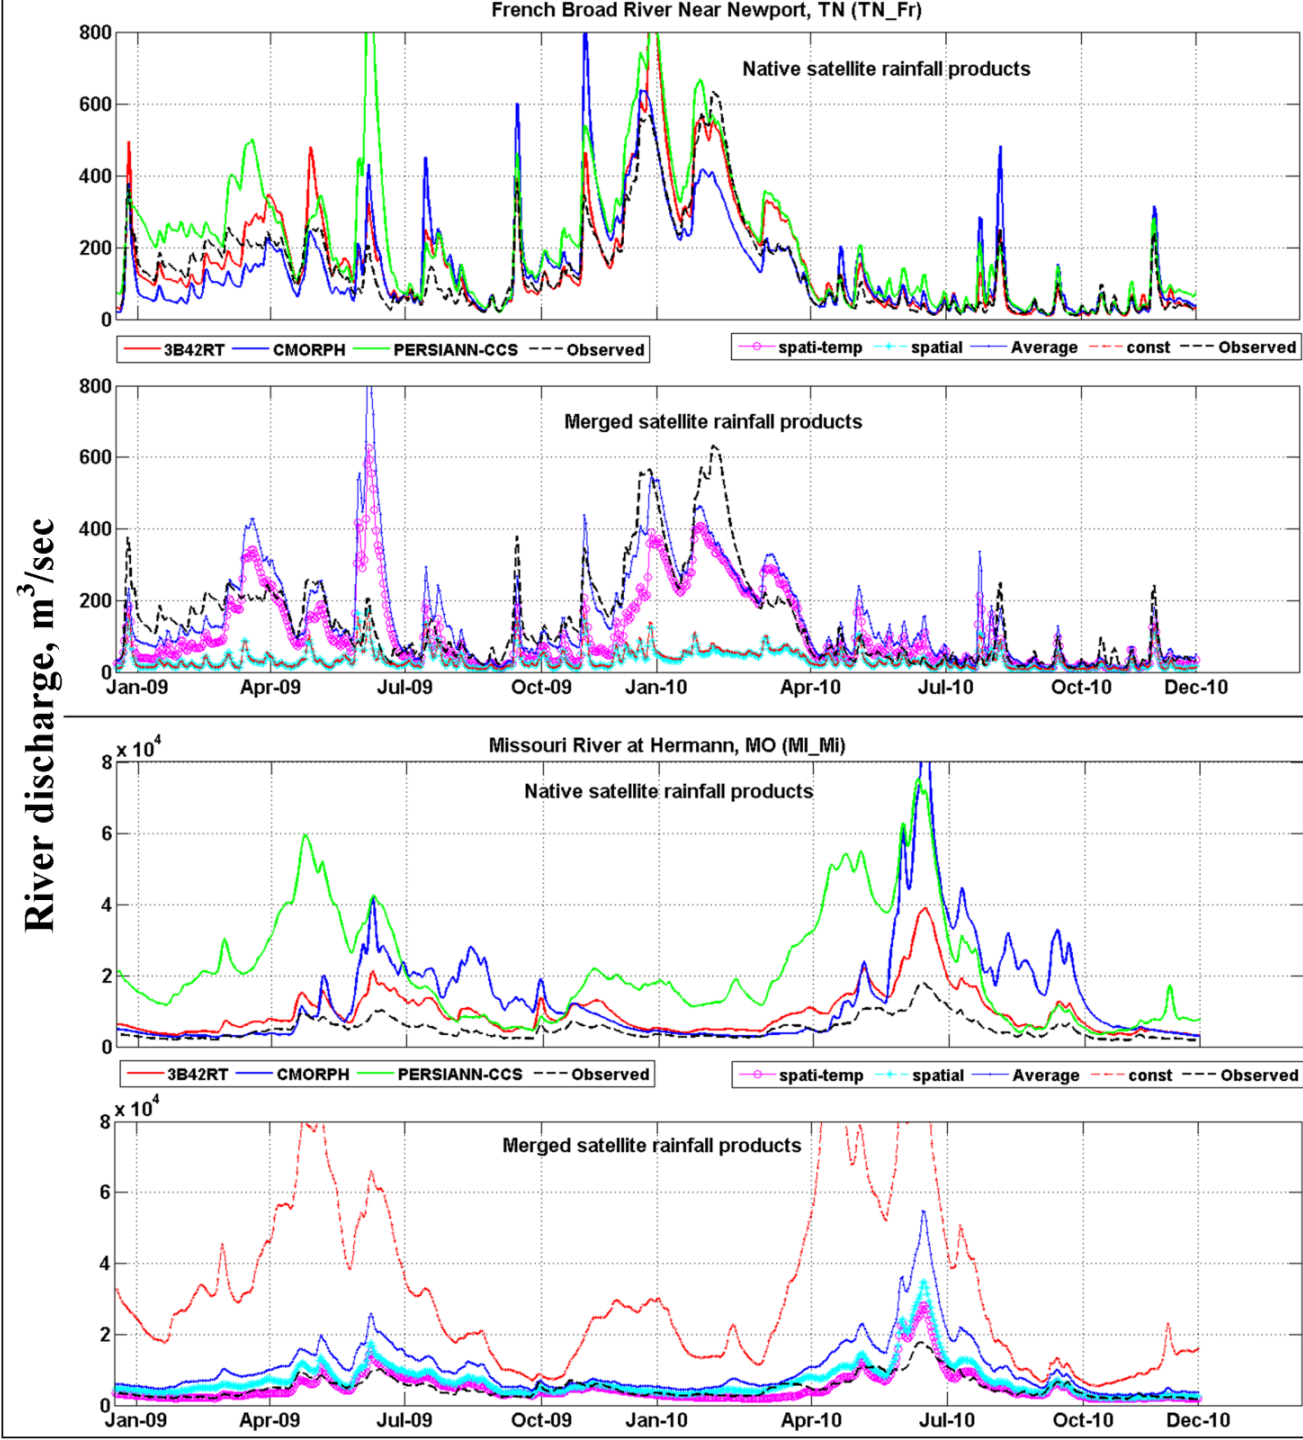 French Broad River Near Newport, TN (TN_Fr)
800
Native satellite rainfall products
600
400
200
0
3B42RT CMORPH PERSIANN-CCS Observed
spati-temp spatial Average const Observed
800
Merged satellite rainfall products
600
400
200
0
Jan-09 Apr-09 Jul-09 Oct-09 Jan-10 Apr-10 Jul-10 Oct-10 Dec-10
River discharge, m³/sec
x 10⁴
Missouri River at Hermann, MO (MI_Mi)
8
Native satellite rainfall products
6
4
2
0
3B42RT CMORPH PERSIANN-CCS Observed
spati-temp spatial Average const Observed
x 10⁴
8
Merged satellite rainfall products
6
4
2
0
Jan-09 Apr-09 Jul-09 Oct-09 Jan-10 Apr-10 Jul-10 Oct-10 Dec-10